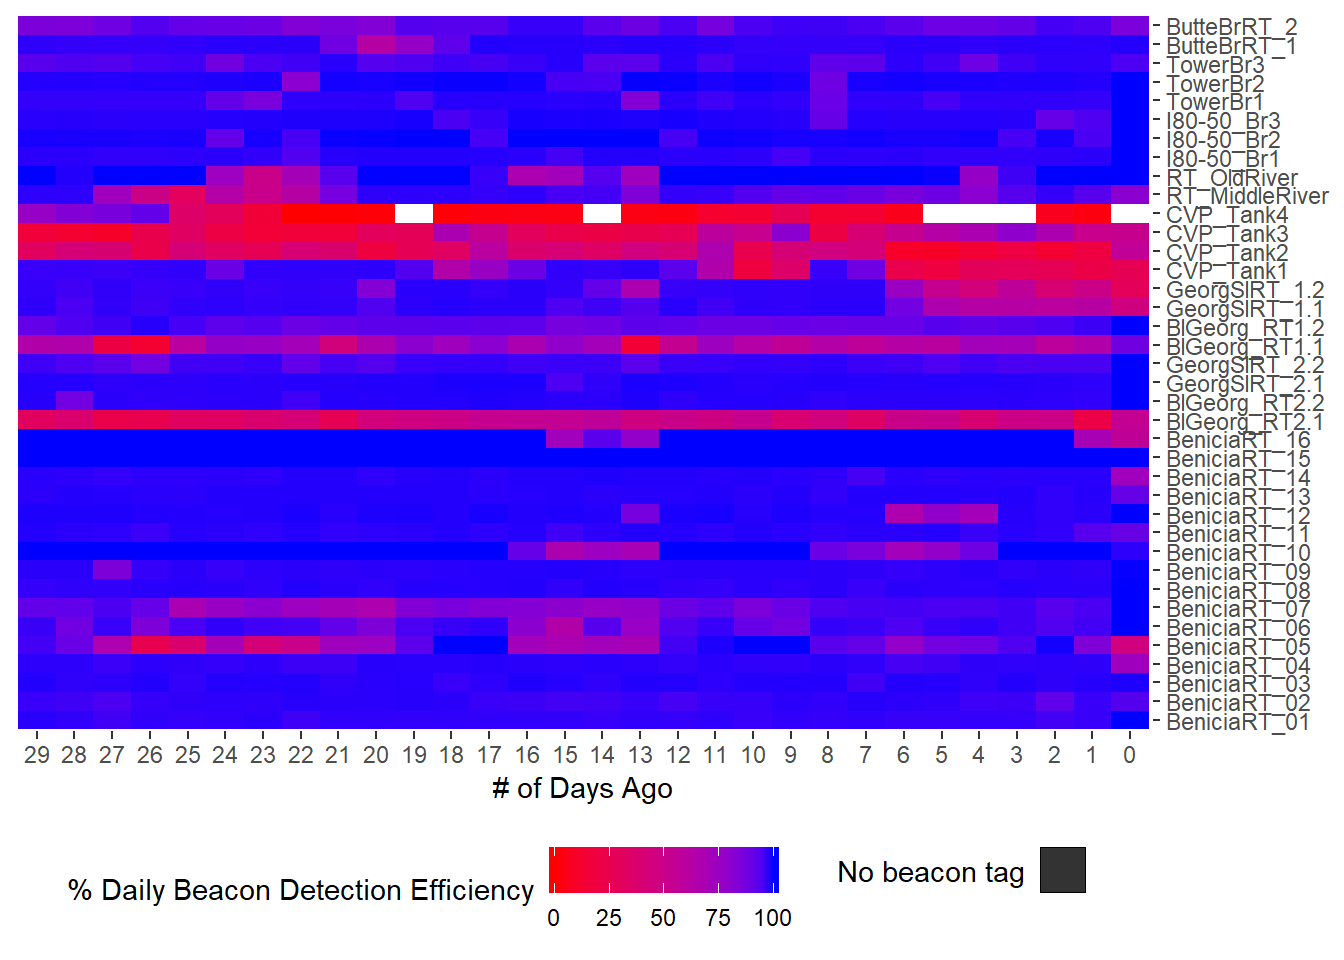 ButteBrRT_2
ButteBrRT_1
TowerBr3
TowerBr2
TowerBr1
I80-50_Br3
I80-50_Br2
I80-50_Br1
RT_OldRiver
RT_MiddleRiver
CVP_Tank4
CVP_Tank3
CVP_Tank2
CVP_Tank1
GeorgSlRT_1.2
GeorgSlRT_1.1
BlGeorg_RT1.2
BlGeorg_RT1.1
GeorgSlRT_2.2
GeorgSlRT_2.1
BlGeorg_RT2.2
BlGeorg_RT2.1
BeniciaRT_16
BeniciaRT_15
BeniciaRT_14
BeniciaRT_13
BeniciaRT_12
BeniciaRT_11
BeniciaRT_10
BeniciaRT_09
BeniciaRT_08
BeniciaRT_07
BeniciaRT_06
BeniciaRT_05
BeniciaRT_04
BeniciaRT_03
BeniciaRT_02
BeniciaRT_01
29 28 27 26 25 24 23 22 21 20 19 18 17 16 15 14 13 12 11 10 9 8 7 6 5 4 3 2 1 0
# of Days Ago
% Daily Beacon Detection Efficiency
0 25 50 75 100
No beacon tag